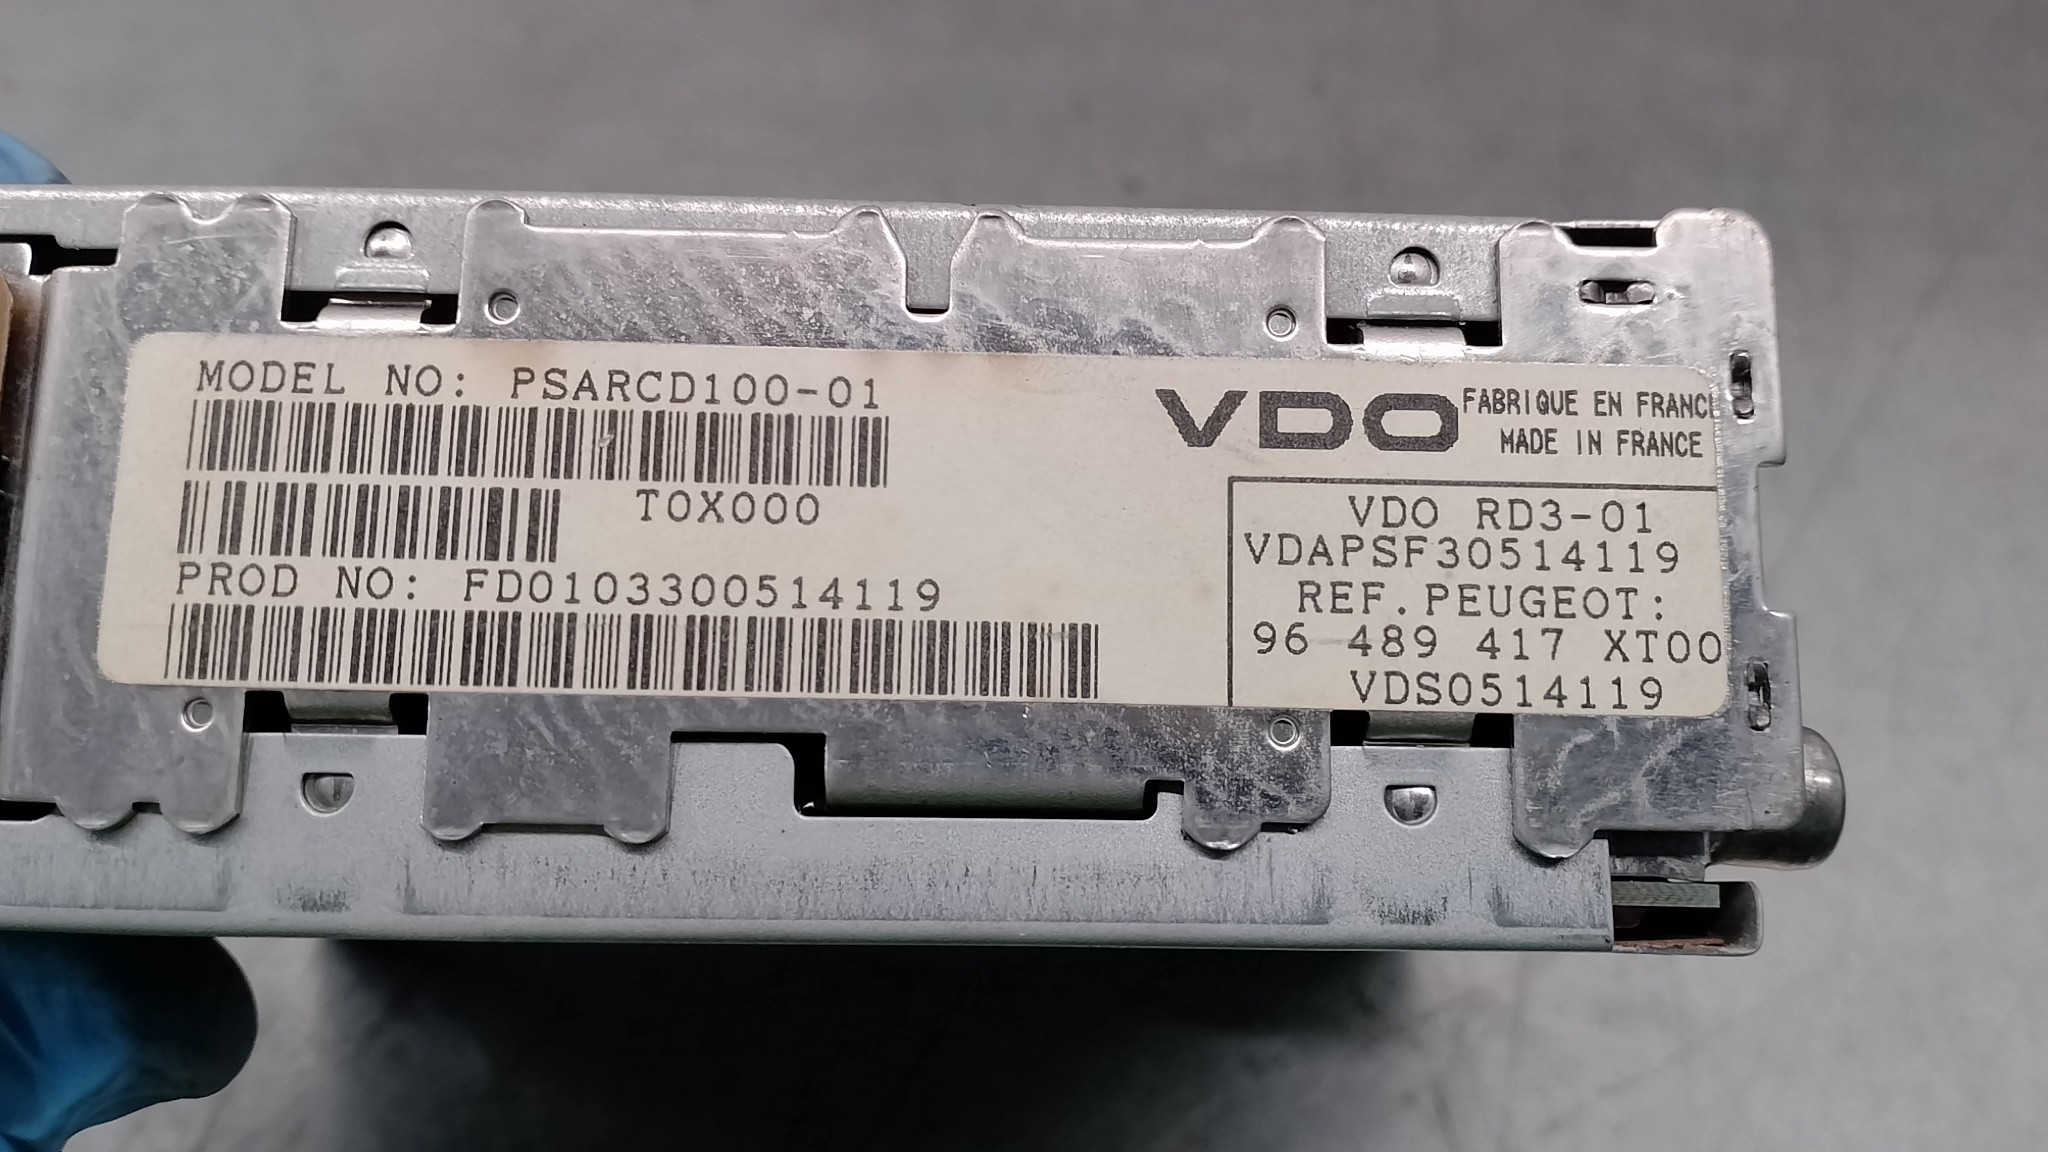 MODEL NO: PSARCD100-01
T0X000
PROD NO: FD0103300514119
VDO
FABRIQUE EN FRANCE
MADE IN FRANCE
VDO RD3-01
VDAPSF30514119
REF.PEUGEOT:
96 489 417 XT00
VDS0514119